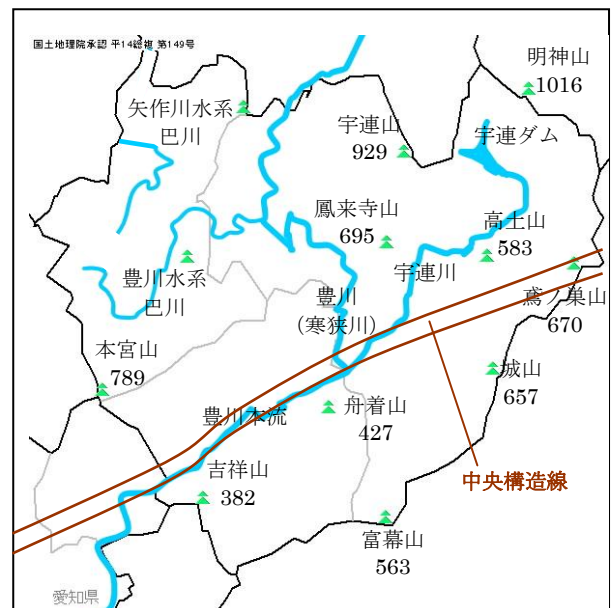 国土地理院承認 平14総複 第149号
明神山
1016
矢作川水系
巴川
宇連山
929
宇連ダム
鳳来寺山
695
高土山
583
宇連川
豊川水系
巴川
豊川
(寒狭川)
鳶ノ巣山
670
本宮山
789
城山
657
豊川本流
舟着山
427
中央構造線
吉祥山
382
富幕山
563
愛知県